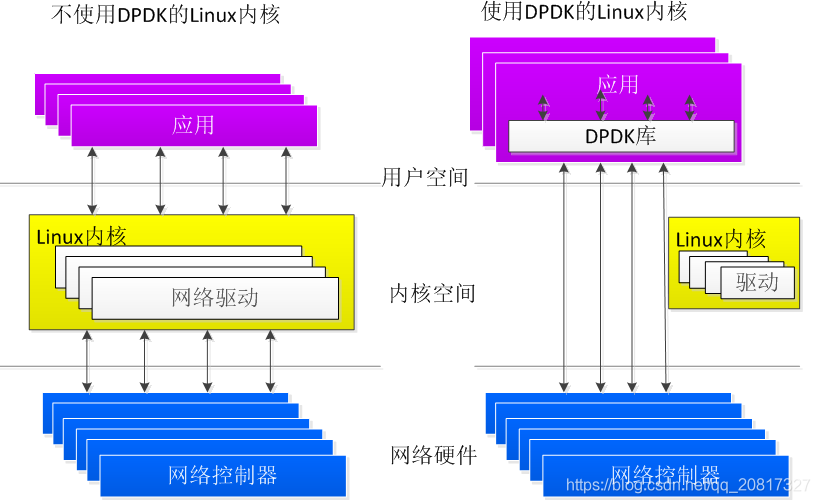 不使用DPDK的Linux内核
使用DPDK的Linux内核
应用
应用
DPDK库
用户空间
Linux内核
网络驱动
内核空间
Linux内核
驱动
网络控制器
网络硬件
网络控制器
https://blog.csdn.net/qq_20817327